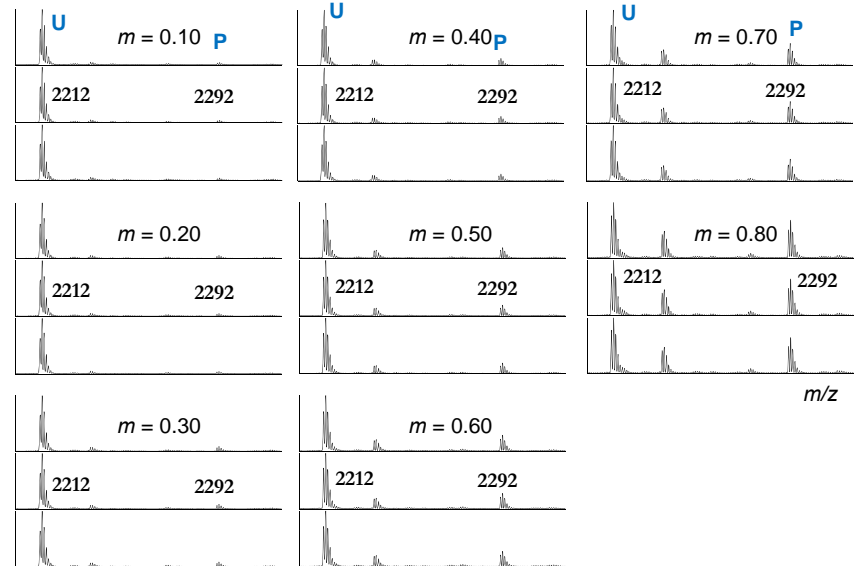 U
m = 0.10
P
2212
2292
U
m = 0.40
P
2212
2292
U
m = 0.70
P
2212
2292
m = 0.20
2212
2292
m = 0.50
2212
2292
m = 0.80
2212
2292
m/z
m = 0.30
2212
2292
m = 0.60
2212
2292